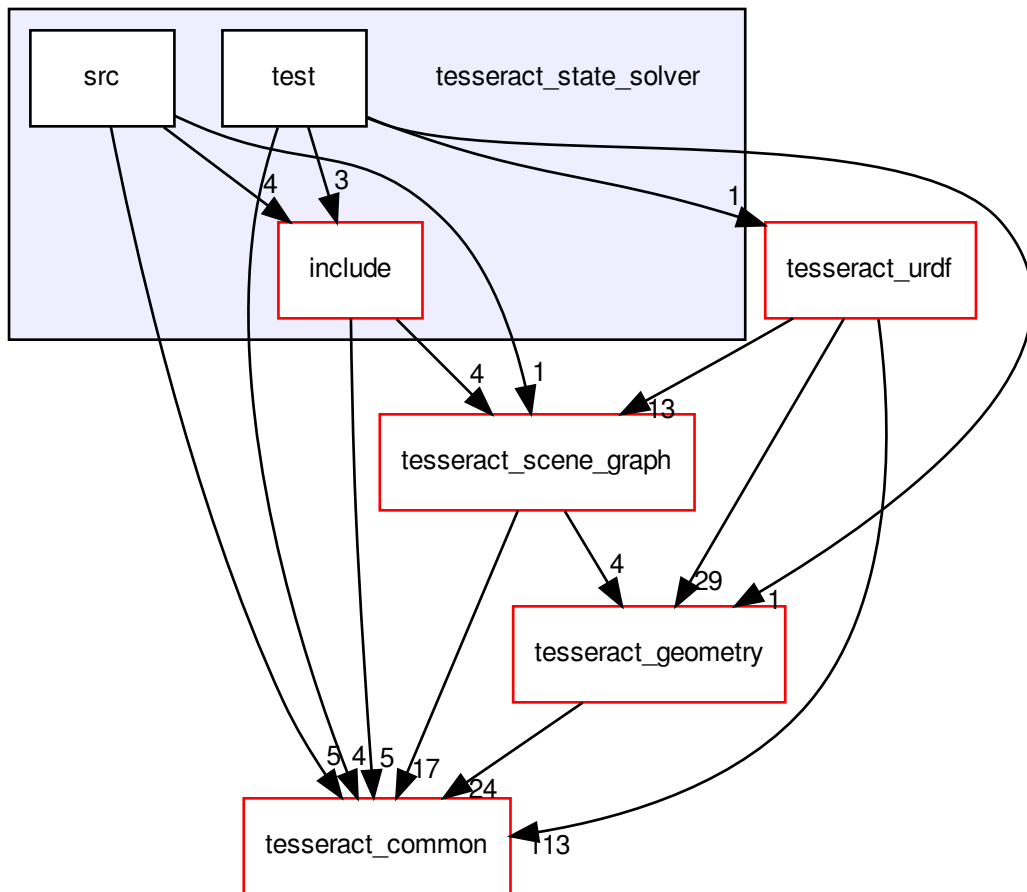 src
test
tesseract_state_solver
4
3
1
include
tesseract_urdf
4
1
13
tesseract_scene_graph
4
29
1
tesseract_geometry
5
4
5
17
24
tesseract_common
113